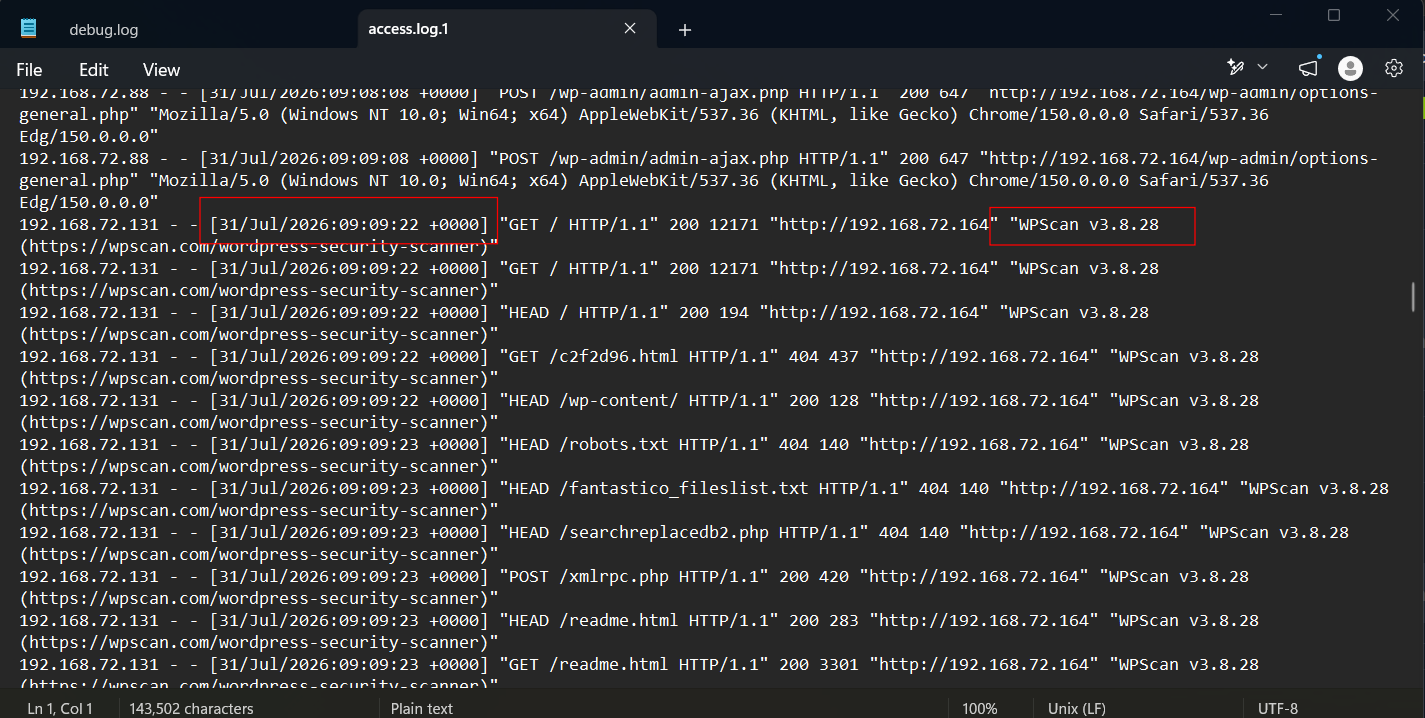 debug.log
access.log.1
File
Edit
View
192.168.72.88 - - [31/Jul/2026:09:08:08 +0000] "POST /wp-admin/admin-ajax.php HTTP/1.1" 200 647 "http://192.168.72.164/wp-admin/options-
general.php" "Mozilla/5.0 (Windows NT 10.0; Win64; x64) AppleWebKit/537.36 (KHTML, like Gecko) Chrome/150.0.0.0 Safari/537.36
Edg/150.0.0.0"
192.168.72.88 - - [31/Jul/2026:09:09:08 +0000] "POST /wp-admin/admin-ajax.php HTTP/1.1" 200 647 "http://192.168.72.164/wp-admin/options-
general.php" "Mozilla/5.0 (Windows NT 10.0; Win64; x64) AppleWebKit/537.36 (KHTML, like Gecko) Chrome/150.0.0.0 Safari/537.36
Edg/150.0.0.0"
192.168.72.131 - - [31/Jul/2026:09:09:22 +0000] "GET / HTTP/1.1" 200 12171 "http://192.168.72.164" "WPScan v3.8.28
(https://wpscan.com/wordpress-security-scanner)"
192.168.72.131 - - [31/Jul/2026:09:09:22 +0000] "GET / HTTP/1.1" 200 12171 "http://192.168.72.164" "WPScan v3.8.28
(https://wpscan.com/wordpress-security-scanner)"
192.168.72.131 - - [31/Jul/2026:09:09:22 +0000] "HEAD / HTTP/1.1" 200 194 "http://192.168.72.164" "WPScan v3.8.28
(https://wpscan.com/wordpress-security-scanner)"
192.168.72.131 - - [31/Jul/2026:09:09:22 +0000] "GET /c2f2d96.html HTTP/1.1" 404 437 "http://192.168.72.164" "WPScan v3.8.28
(https://wpscan.com/wordpress-security-scanner)"
192.168.72.131 - - [31/Jul/2026:09:09:22 +0000] "HEAD /wp-content/ HTTP/1.1" 200 128 "http://192.168.72.164" "WPScan v3.8.28
(https://wpscan.com/wordpress-security-scanner)"
192.168.72.131 - - [31/Jul/2026:09:09:23 +0000] "HEAD /robots.txt HTTP/1.1" 404 140 "http://192.168.72.164" "WPScan v3.8.28
(https://wpscan.com/wordpress-security-scanner)"
192.168.72.131 - - [31/Jul/2026:09:09:23 +0000] "HEAD /fantastico_fileslist.txt HTTP/1.1" 404 140 "http://192.168.72.164" "WPScan v3.8.28
(https://wpscan.com/wordpress-security-scanner)"
192.168.72.131 - - [31/Jul/2026:09:09:23 +0000] "HEAD /searchreplacedb2.php HTTP/1.1" 404 140 "http://192.168.72.164" "WPScan v3.8.28
(https://wpscan.com/wordpress-security-scanner)"
192.168.72.131 - - [31/Jul/2026:09:09:23 +0000] "POST /xmlrpc.php HTTP/1.1" 200 420 "http://192.168.72.164" "WPScan v3.8.28
(https://wpscan.com/wordpress-security-scanner)"
192.168.72.131 - - [31/Jul/2026:09:09:23 +0000] "HEAD /readme.html HTTP/1.1" 200 283 "http://192.168.72.164" "WPScan v3.8.28
(https://wpscan.com/wordpress-security-scanner)"
192.168.72.131 - - [31/Jul/2026:09:09:23 +0000] "GET /readme.html HTTP/1.1" 200 3301 "http://192.168.72.164" "WPScan v3.8.28
(https://wpscan.com/wordpress-security-scanner)"
Ln 1, Col 1
143,502 characters
Plain text
100%
Unix (LF)
UTF-8